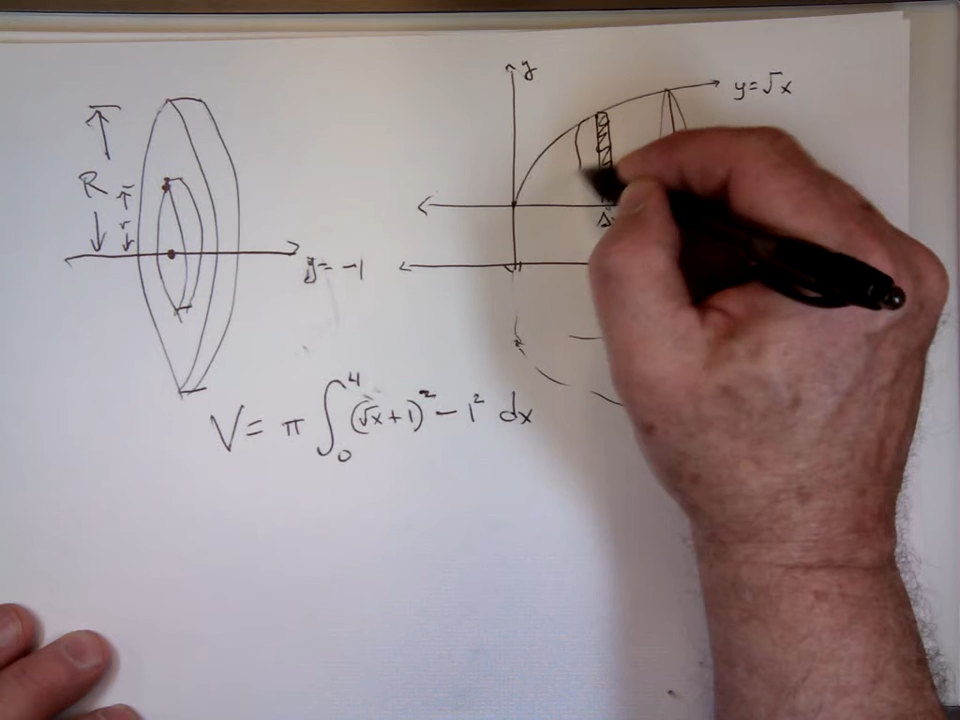 y
y=√x
R
r
Δ
y=-1
V= π ∫₀⁴ (√x+1)² - 1² dx